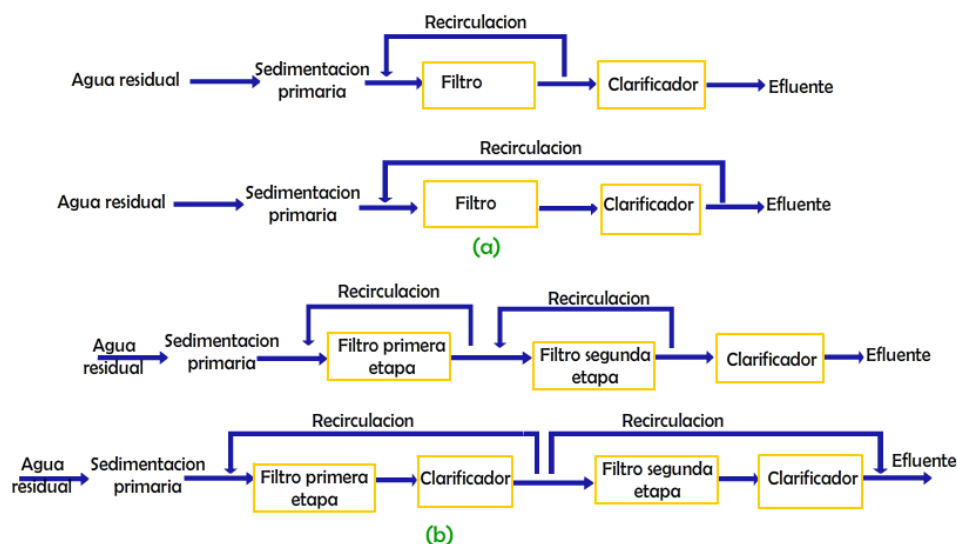 Recirculacion
Agua residual
Sedimentacion
primaria
Filtro
Clarificador
Efluente
Recirculacion
Agua residual
Sedimentacion
primaria
Filtro
Clarificador
Efluente
(a)
Recirculacion
Recirculacion
Agua
residual
Sedimentacion
primaria
Filtro primera
etapa
Filtro segunda
etapa
Clarificador
Efluente
Recirculacion
Recirculacion
Agua
residual
Sedimentacion
primaria
Filtro primera
etapa
Clarificador
Filtro segunda
etapa
Clarificador
Efluente
(b)